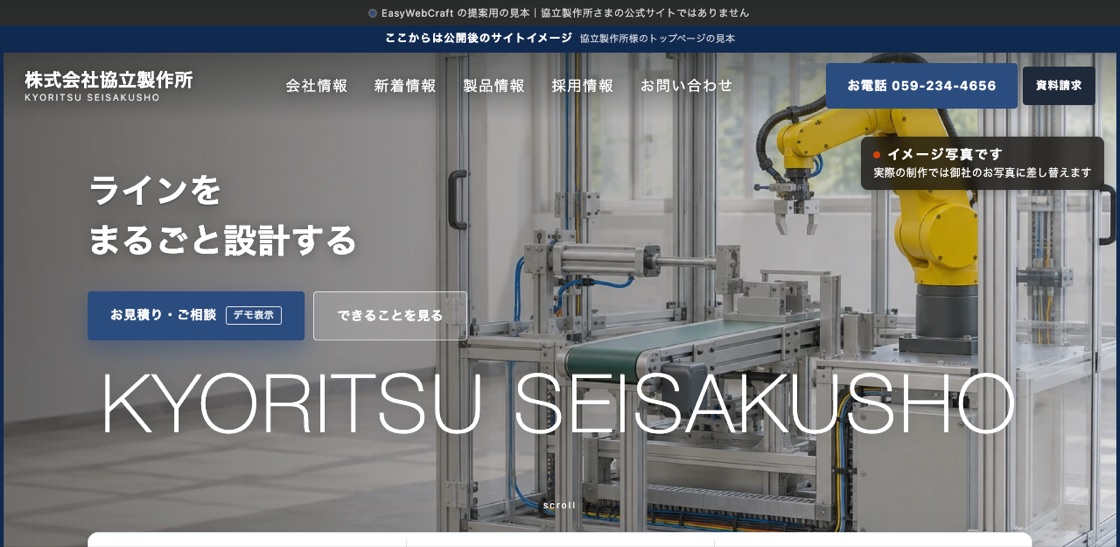 EasyWebCraft の提案用の見本｜協立製作所さまの公式サイトではありません
ここからは公開後のサイトイメージ 協立製作所様のトップページの見本
株式会社協立製作所
KYORITSU SEISAKUSHO
会社情報 新着情報 製品情報 採用情報 お問い合わせ
お電話 059-234-4656
資料請求
イメージ写真です
実際の制作では御社のお写真に差し替えます
ラインを
まるごと設計する
お見積り・ご相談 デモ表示
できることを見る
KYORITSU SEISAKUSHO
scroll